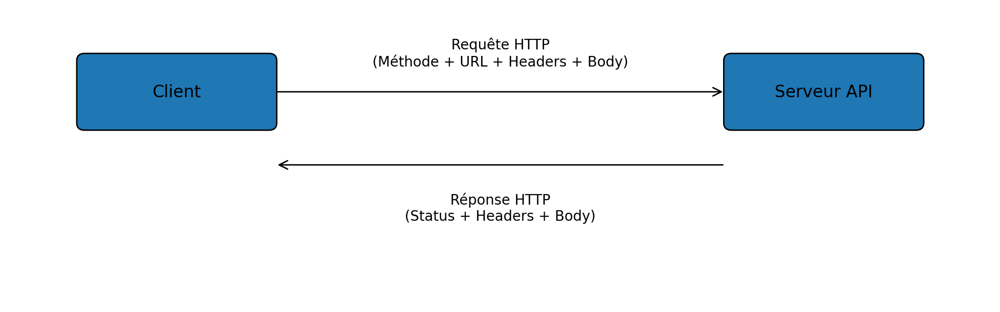 Requête HTTP
(Méthode + URL + Headers + Body)
Client
Serveur API
Réponse HTTP
(Status + Headers + Body)